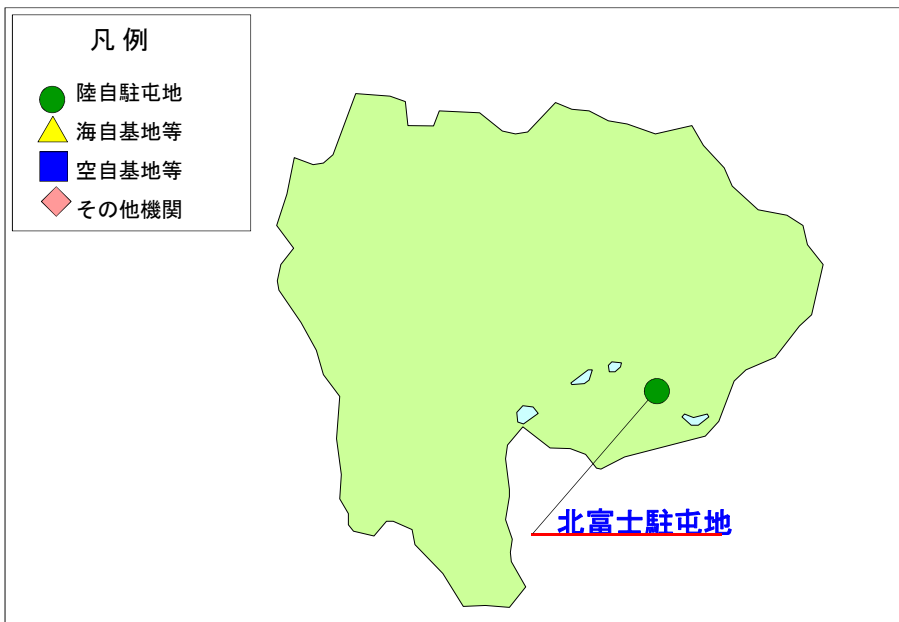 凡例
陸自駐屯地
海自基地等
空自基地等
その他機関
北富士駐屯地